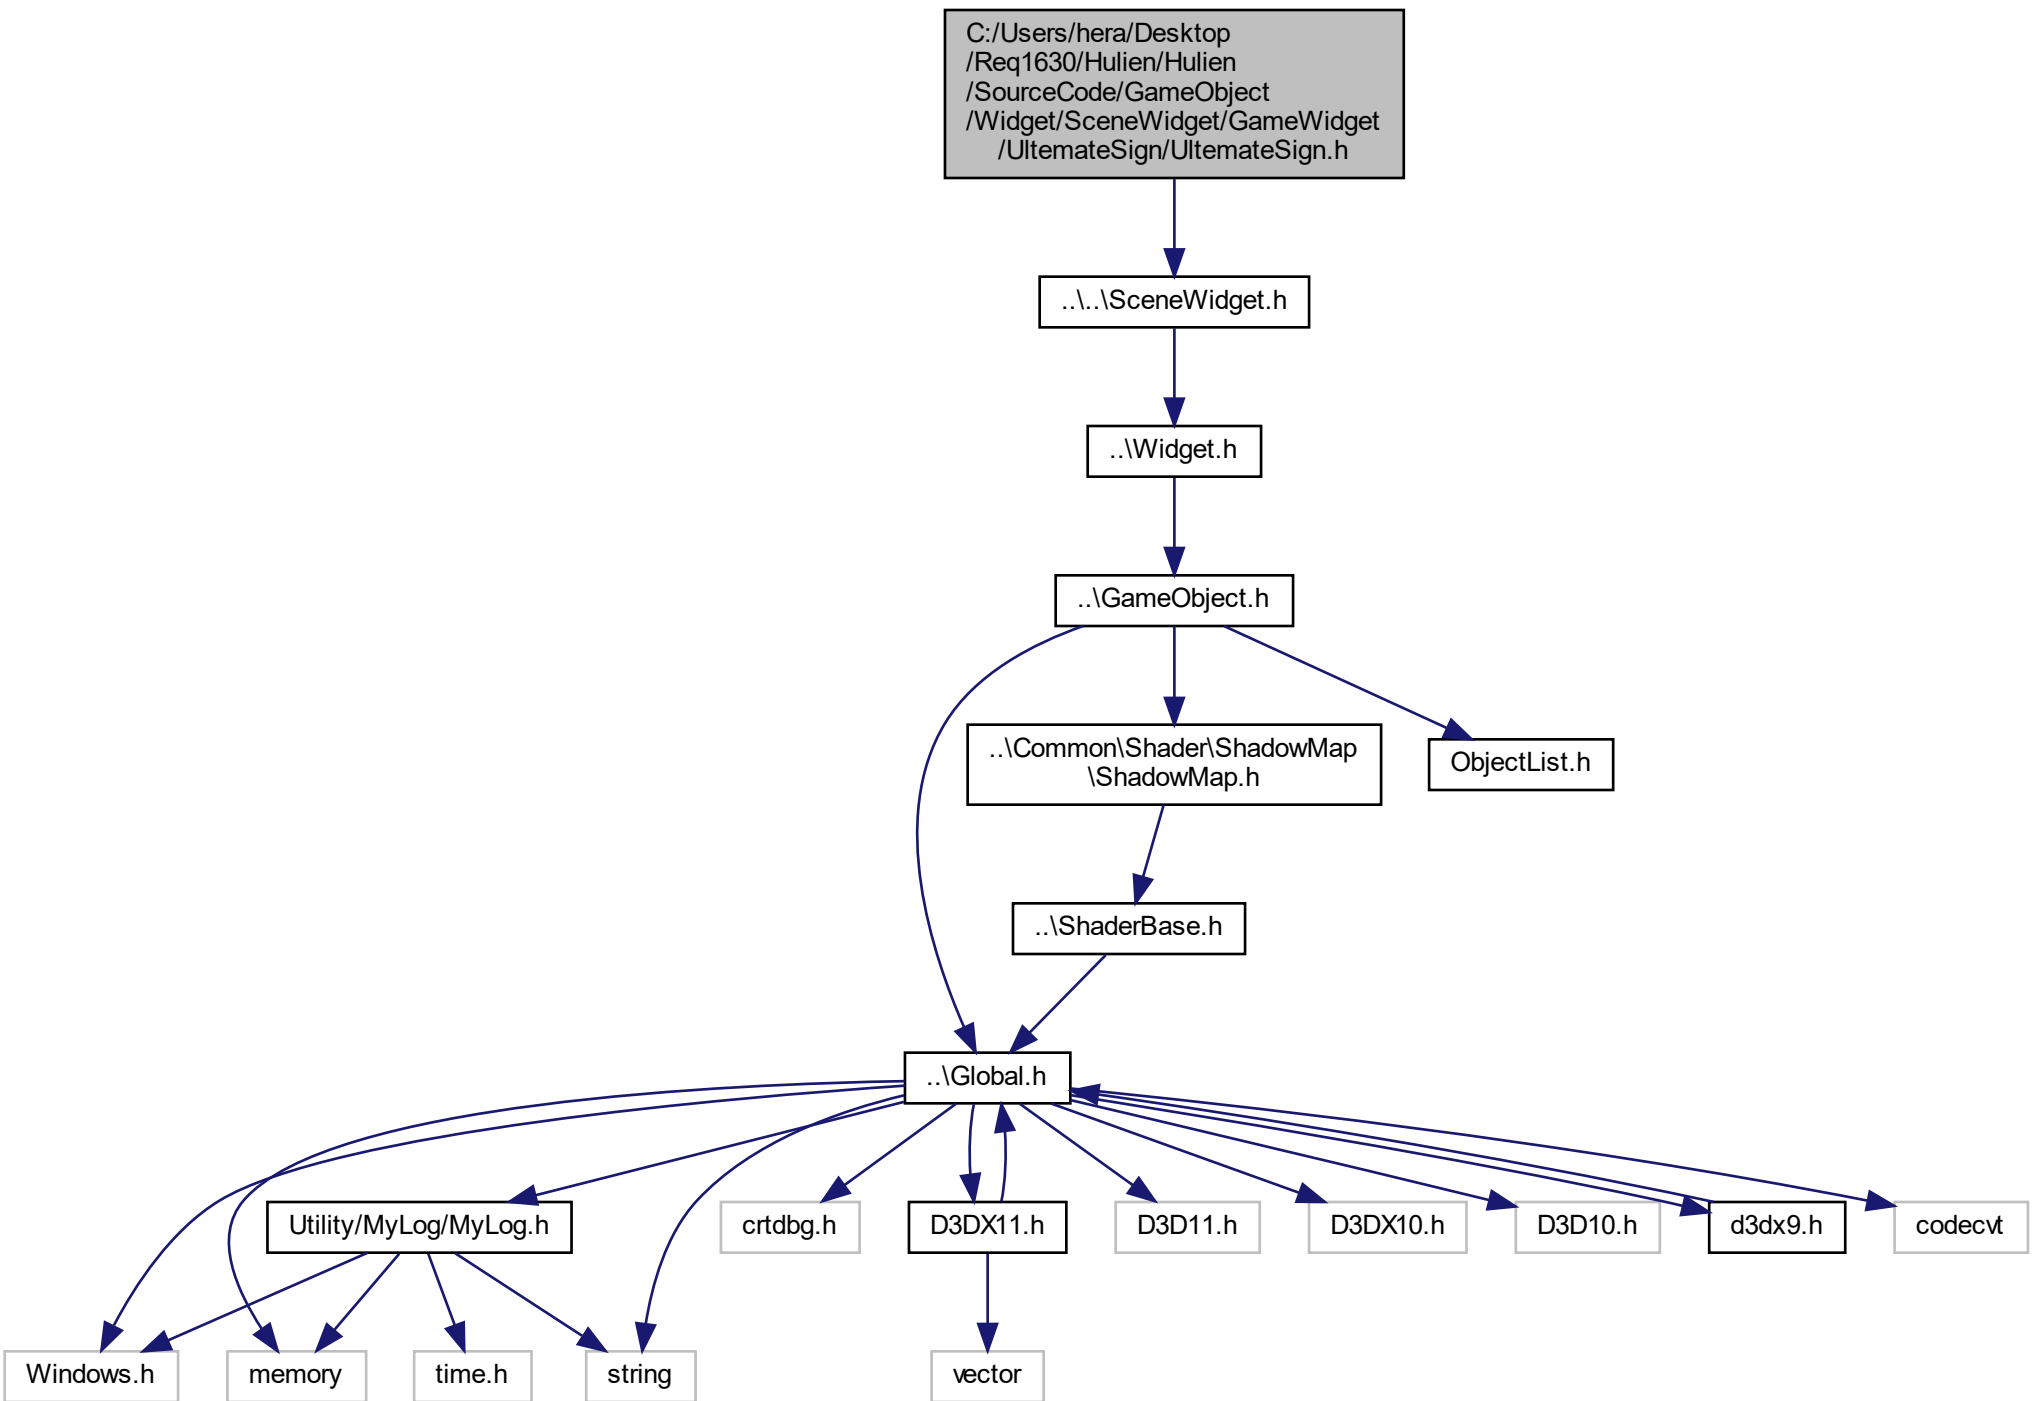 C:/Users/hera/Desktop
/Req1630/Hulien/Hulien
/SourceCode/GameObject
/Widget/SceneWidget/GameWidget
/UltemateSign/UltemateSign.h
..\..\SceneWidget.h
..\Widget.h
..\GameObject.h
..\Common\Shader\ShadowMap
\ShadowMap.h
ObjectList.h
..\ShaderBase.h
..\Global.h
Utility/MyLog/MyLog.h
crtdbg.h
D3DX11.h
D3D11.h
D3DX10.h
D3D10.h
d3dx9.h
codecvt
Windows.h
memory
time.h
string
vector